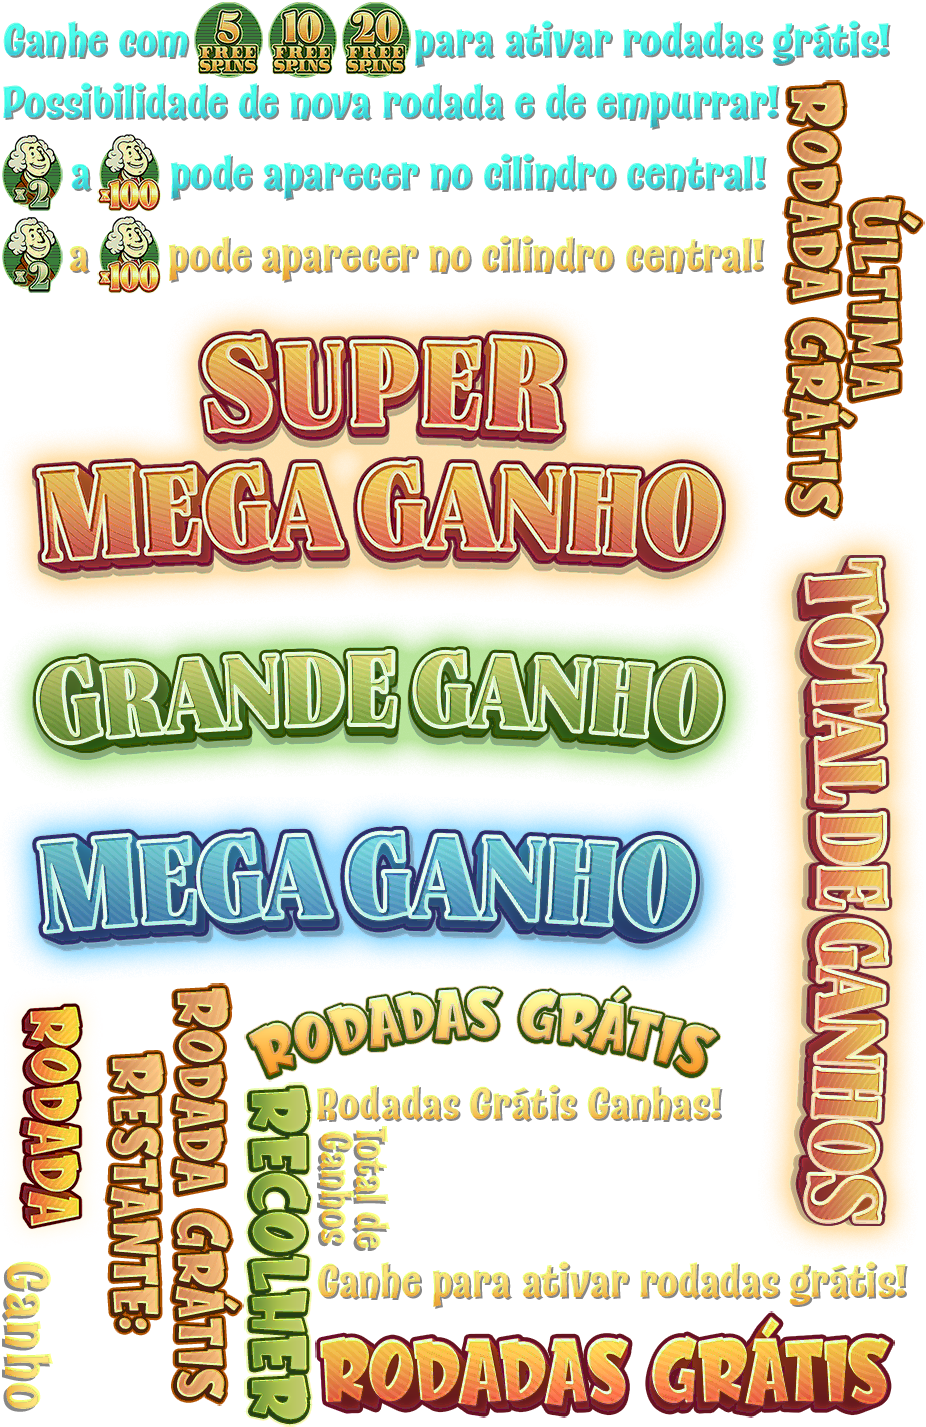 Ganhe com 5 FREE SPINS 10 FREE SPINS 20 FREE SPINS para ativar rodadas grátis!
Possibilidade de nova rodada e de empurrar!
x2 a x100 pode aparecer no cilindro central!
x2 a x100 pode aparecer no cilindro central!
ÚLTIMA
RODADA GRÁTIS
SUPER
MEGA GANHO
GRANDE GANHO
MEGA GANHO
TOTAL DE GANHOS
RODADA
RODADA GRÁTIS
RESTANTE:
RODADAS GRÁTIS
RECOLHER
Rodadas Grátis Ganhas!
Total de
Ganhos
Ganhe para ativar rodadas grátis!
Ganho
RODADAS GRÁTIS